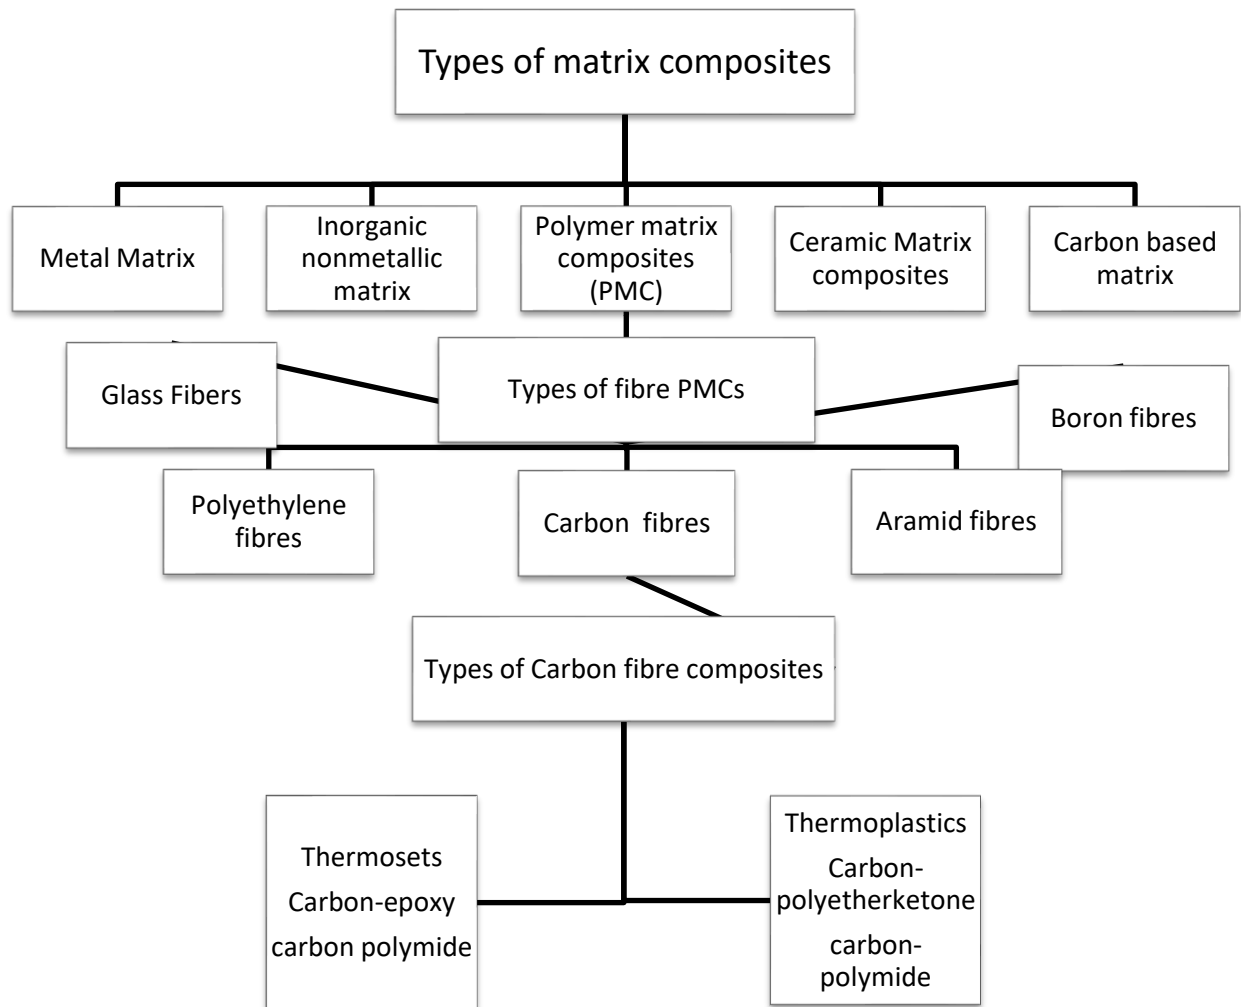 Types of matrix composites
Metal Matrix
Inorganic
nonmetallic
matrix
Polymer matrix
composites
(PMC)
Ceramic Matrix
composites
Carbon based
matrix
Glass Fibers
Types of fibre PMCs
Boron fibres
Polyethylene
fibres
Carbon fibres
Aramid fibres
Types of Carbon fibre composites
Thermosets
Carbon-epoxy
carbon polymide
Thermoplastics
Carbon-
polyetherketone
carbon-
polymide